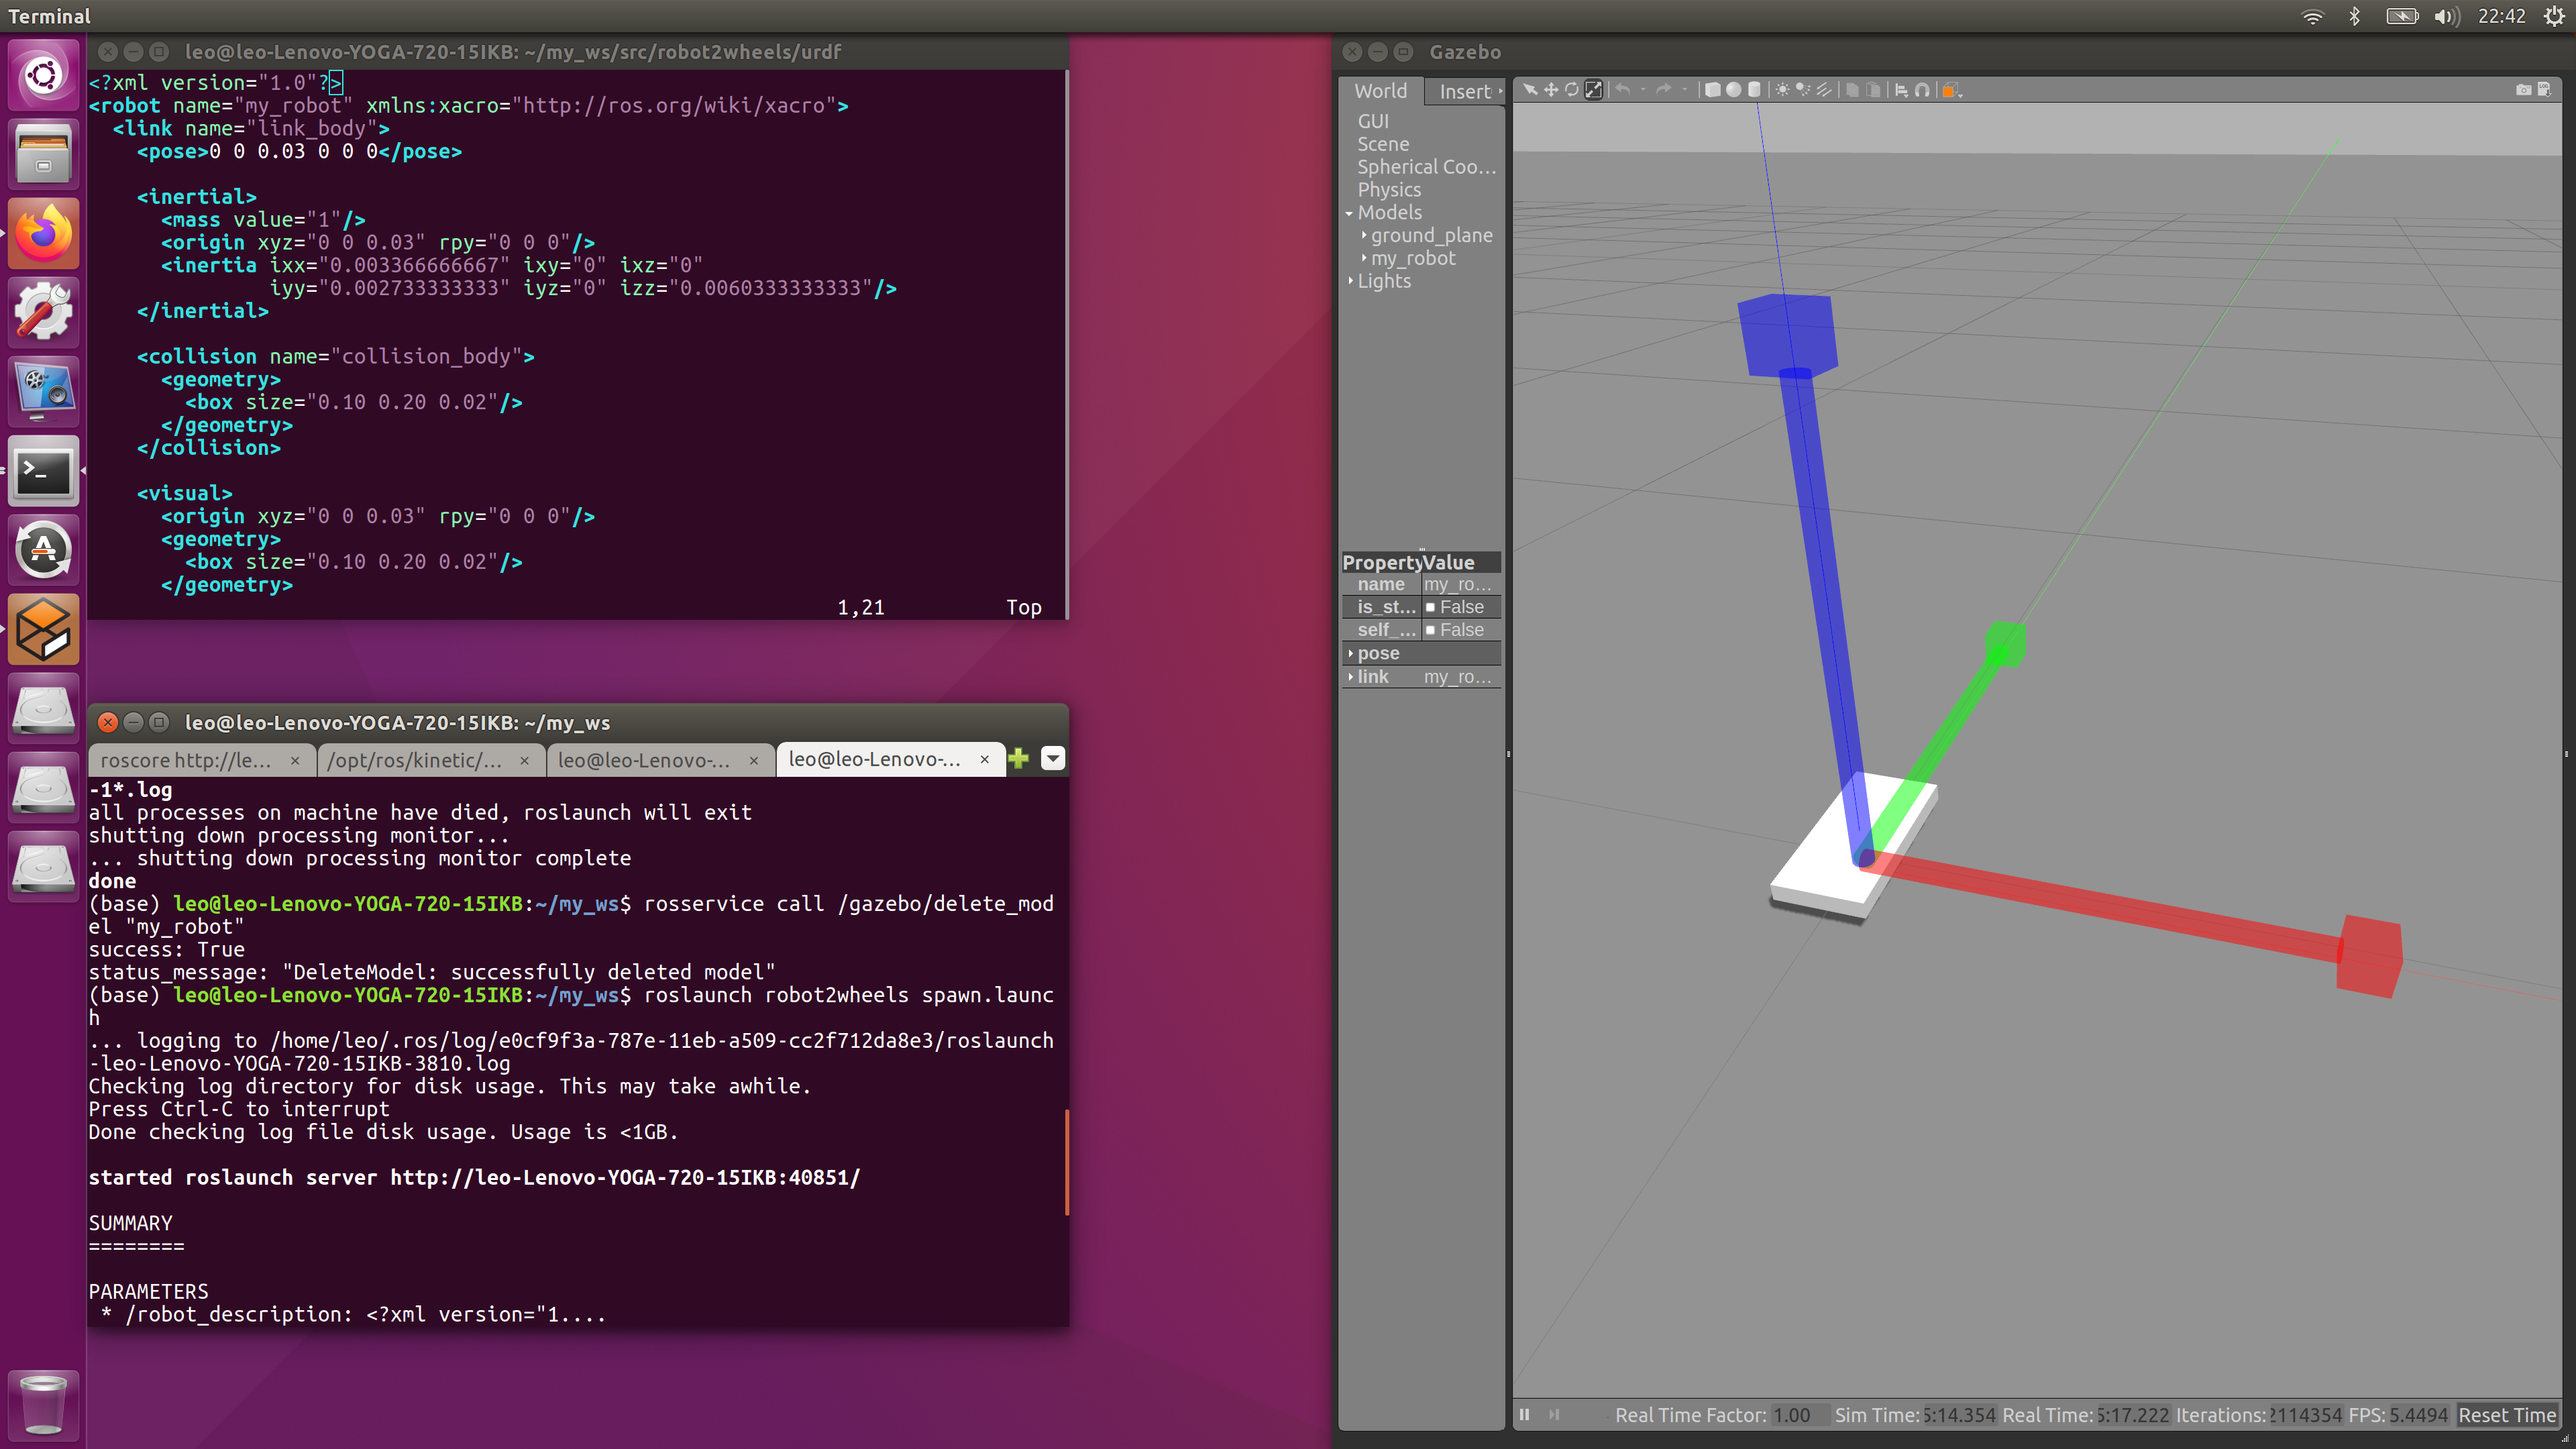 Terminal
22:42
leo@leo-Lenovo-YOGA-720-15IKB: ~/my_ws/src/robot2wheels/urdf
<?xml version="1.0"?>
<robot name="my_robot" xmlns:xacro="http://ros.org/wiki/xacro">
<link name="link_body">
<pose>0 0 0.03 0 0 0</pose>
<inertial>
<mass value="1"/>
<origin xyz="0 0 0.03" rpy="0 0 0"/>
<inertia ixx="0.003366666667" ixy="0" ixz="0"
iyy="0.002733333333" iyz="0" izz="0.0060333333333"/>
</inertial>
<collision name="collision_body">
<geometry>
<box size="0.10 0.20 0.02"/>
</geometry>
</collision>
<visual>
<origin xyz="0 0 0.03" rpy="0 0 0"/>
<geometry>
<box size="0.10 0.20 0.02"/>
</geometry>
1,21 Top
leo@leo-Lenovo-YOGA-720-15IKB: ~/my_ws
roscore http://le... × /opt/ros/kinetic/... × leo@leo-Lenovo-... × leo@leo-Lenovo-... ×
-1*.log
all processes on machine have died, roslaunch will exit
shutting down processing monitor...
... shutting down processing monitor complete
done
(base) leo@leo-Lenovo-YOGA-720-15IKB:~/my_ws$ rosservice call /gazebo/delete_mod
el "my_robot"
success: True
status_message: "DeleteModel: successfully deleted model"
(base) leo@leo-Lenovo-YOGA-720-15IKB:~/my_ws$ roslaunch robot2wheels spawn.launc
h
... logging to /home/leo/.ros/log/e0cf9f3a-787e-11eb-a509-cc2f712da8e3/roslaunch
-leo-Lenovo-YOGA-720-15IKB-3810.log
Checking log directory for disk usage. This may take awhile.
Press Ctrl-C to interrupt
Done checking log file disk usage. Usage is <1GB.
started roslaunch server http://leo-Lenovo-YOGA-720-15IKB:40851/
SUMMARY
========
PARAMETERS
* /robot_description: <?xml version="1....
Gazebo
World Insert
GUI
Scene
Spherical Coo...
Physics
Models
ground_plane
my_robot
Lights
Property Value
name my_ro...
is_st... False
self_... False
pose
link my_ro...
Real Time Factor: 1.00 Sim Time: 5:14.354 Real Time: 5:17.222 Iterations: 2114354 FPS: 5.4494 Reset Time